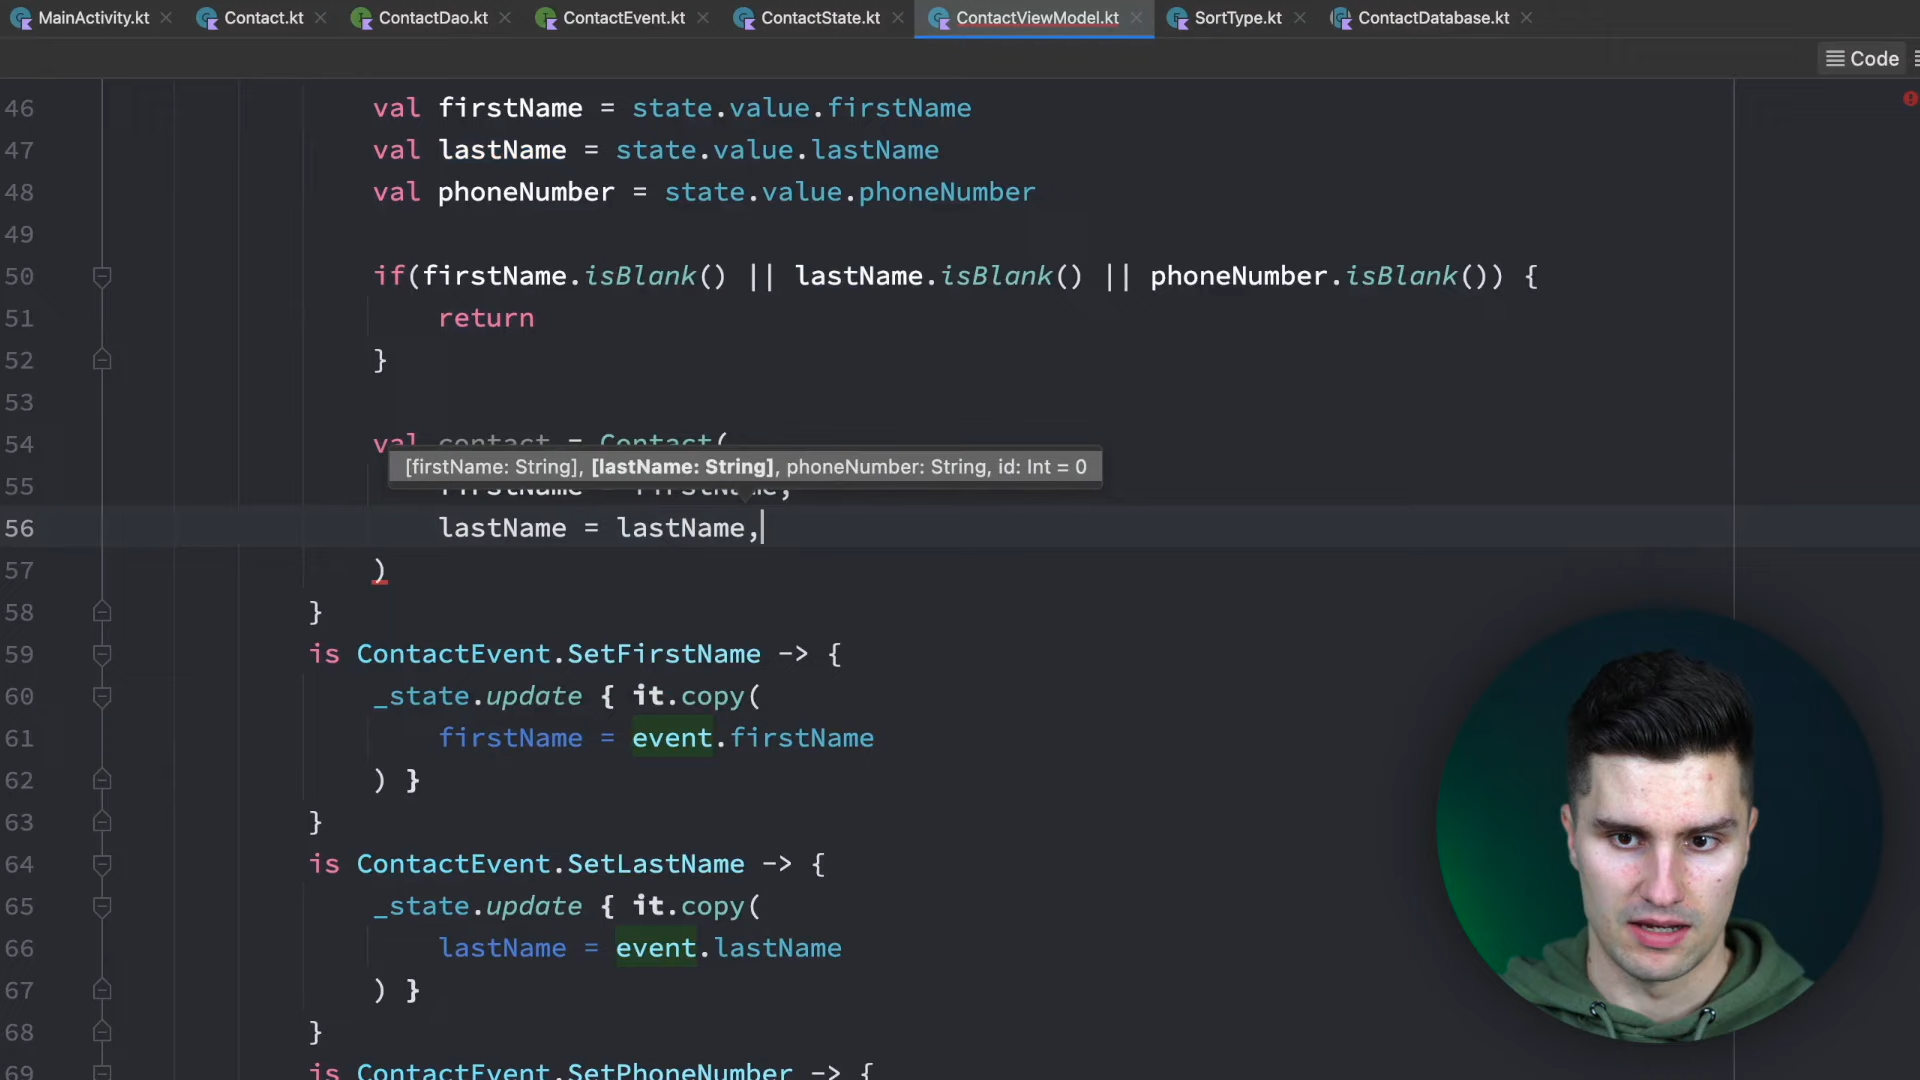 MainActivity.kt Contact.kt ContactDao.kt ContactEvent.kt ContactState.kt ContactViewModel.kt SortType.kt ContactDatabase.kt
Code
46 val firstName = state.value.firstName
47 val lastName = state.value.lastName
48 val phoneNumber = state.value.phoneNumber
49
50 if(firstName.isBlank() || lastName.isBlank() || phoneNumber.isBlank()) {
51 return
52 }
53
54 val contact = Contact(
[firstName: String], [lastName: String], phoneNumber: String, id: Int = 0
55 firstName = firstName,
56 lastName = lastName,
57 )
58 }
59 is ContactEvent.SetFirstName -> {
60 _state.update { it.copy(
61 firstName = event.firstName
62 ) }
63 }
64 is ContactEvent.SetLastName -> {
65 _state.update { it.copy(
66 lastName = event.lastName
67 ) }
68 }
69 is ContactEvent.SetPhoneNumber -> {